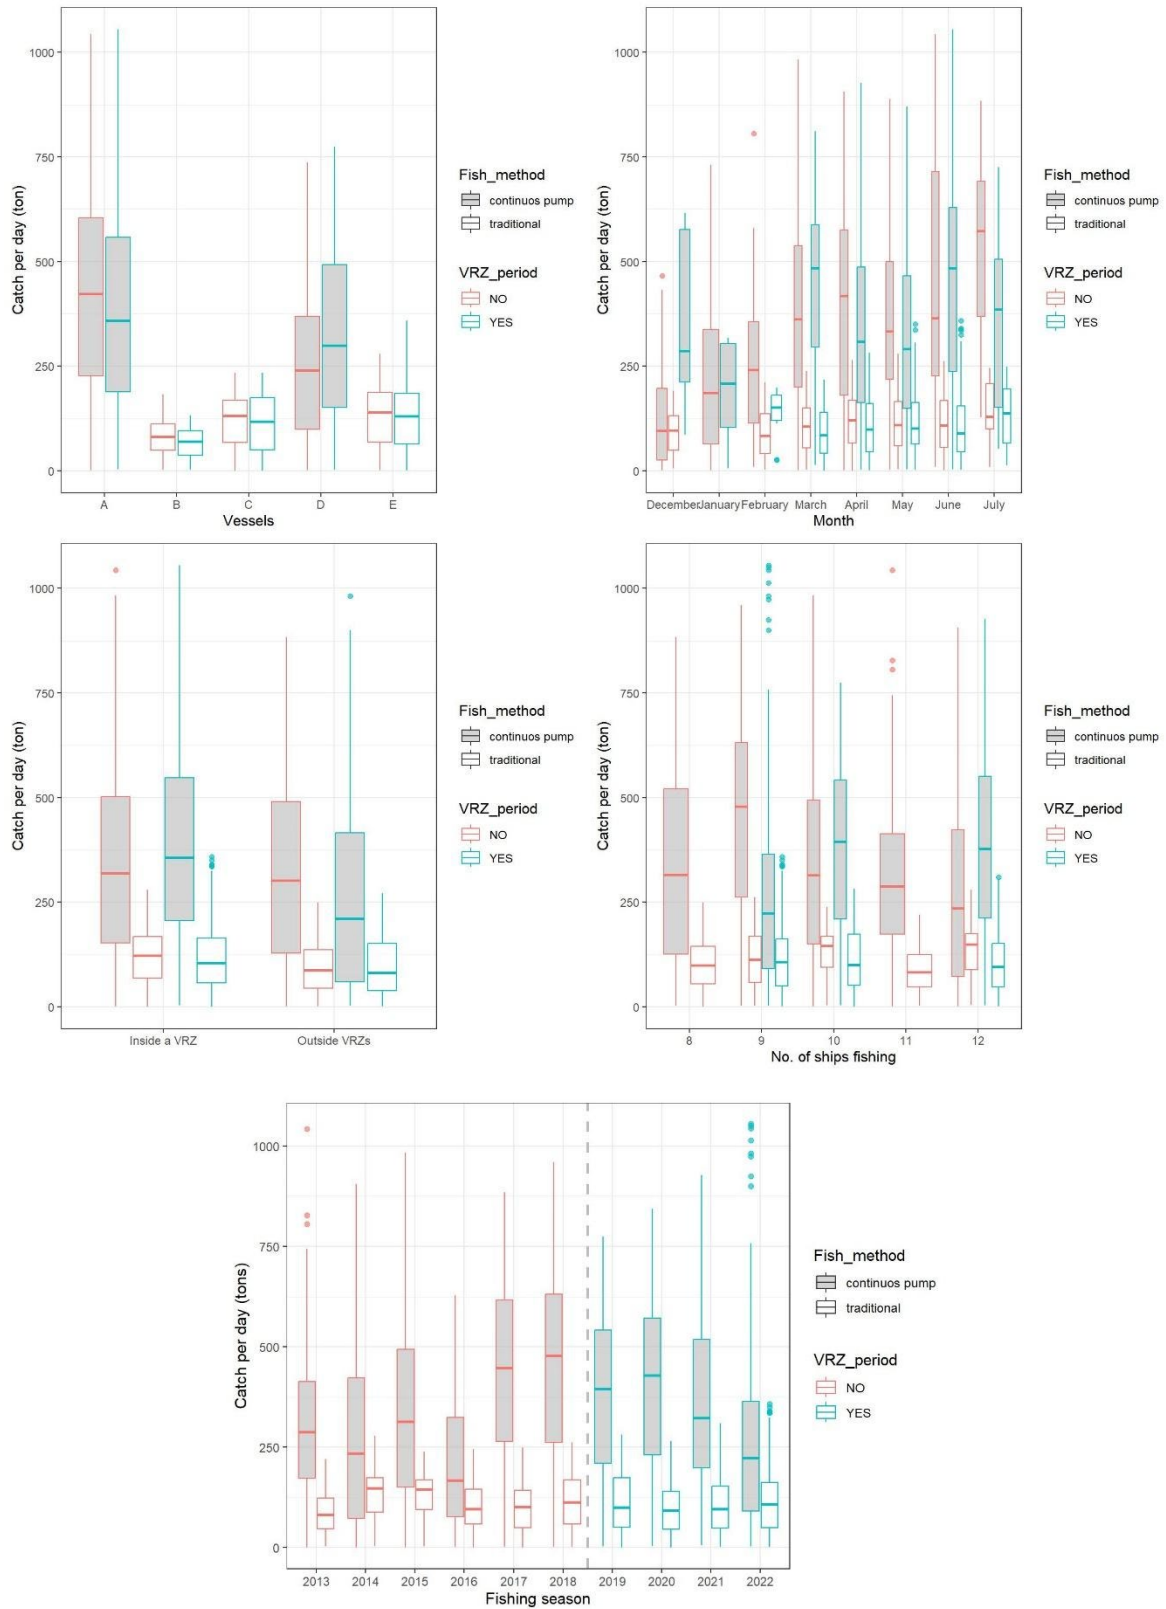 1000
750
500
250
0
Catch per day (ton)
A B C D E
Vessels
Fish_method
continuos pump
traditional
VRZ_period
NO
YES
1000
750
500
250
0
Catch per day (ton)
December January February March April May June July
Month
Fish_method
continuos pump
traditional
VRZ_period
NO
YES
1000
750
500
250
0
Catch per day (ton)
Inside a VRZ Outside VRZs
Fish_method
continuos pump
traditional
VRZ_period
NO
YES
1000
750
500
250
0
Catch per day (ton)
8 9 10 11 12
No. of ships fishing
Fish_method
continuos pump
traditional
VRZ_period
NO
YES
1000
750
500
250
0
Catch per day (tons)
2013 2014 2015 2016 2017 2018 2019 2020 2021 2022
Fishing season
Fish_method
continuos pump
traditional
VRZ_period
NO
YES